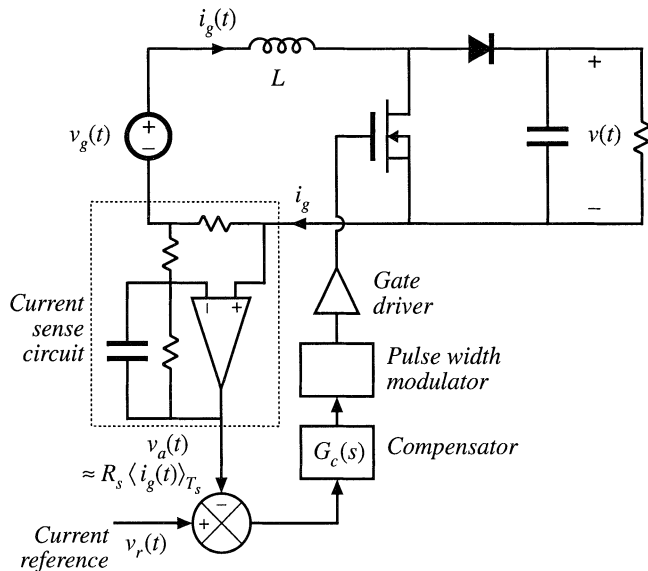 i_g(t)
L
v_g(t)
+
−
+
v(t)
−
i_g
−
+
Current
sense
circuit
Gate
driver
Pulse width
modulator
G_c(s)
Compensator
v_a(t)
≈ R_s ⟨i_g(t)⟩_{T_s}
−
+
Current
reference
v_r(t)